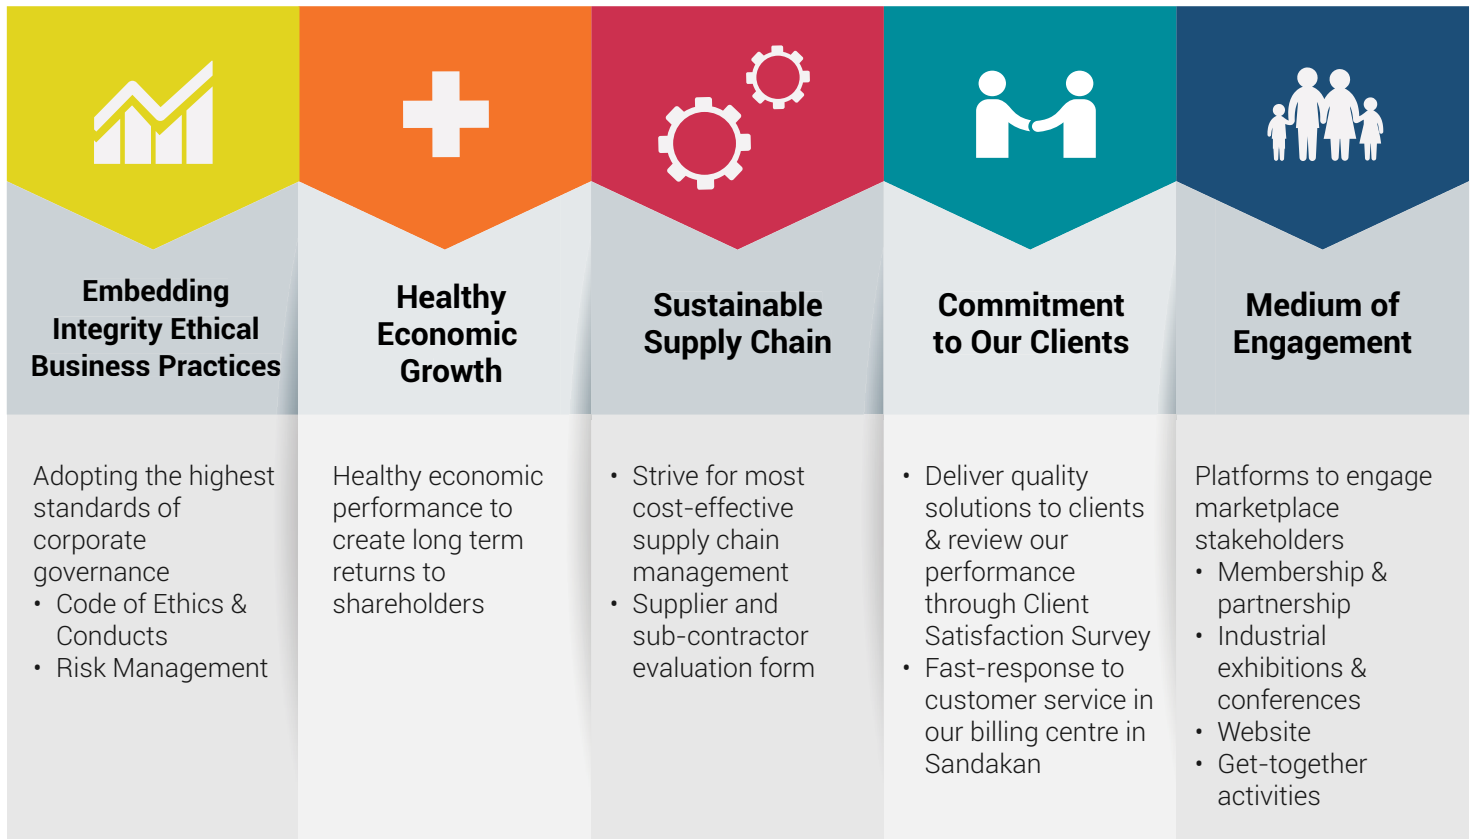 Embedding
Integrity Ethical
Business Practices
Adopting the highest
standards of
corporate
governance
• Code of Ethics &
Conducts
• Risk Management
Healthy
Economic
Growth
Healthy economic
performance to
create long term
returns to
shareholders
Sustainable
Supply Chain
• Strive for most
cost-effective
supply chain
management
• Supplier and
sub-contractor
evaluation form
Commitment
to Our Clients
• Deliver quality
solutions to clients
& review our
performance
through Client
Satisfaction Survey
• Fast-response to
customer service in
our billing centre in
Sandakan
Medium of
Engagement
Platforms to engage
marketplace
stakeholders
• Membership &
partnership
• Industrial
exhibitions &
conferences
• Website
• Get-together
activities